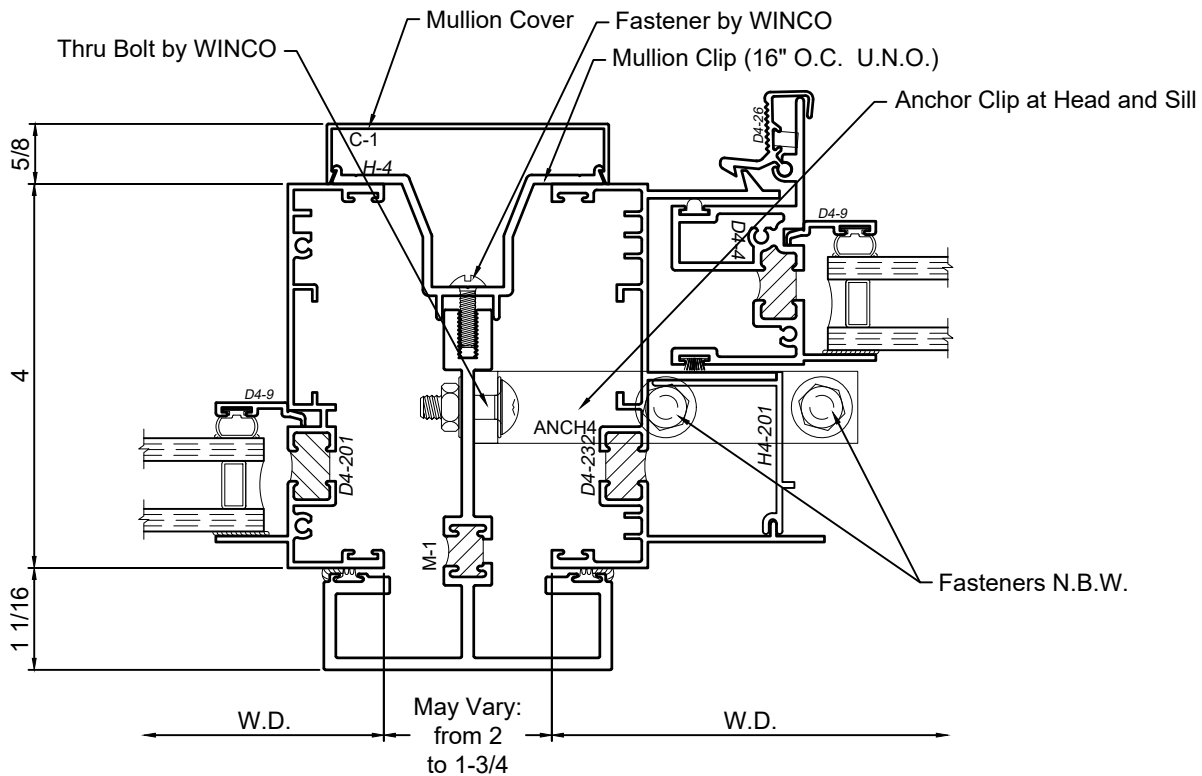 Mullion Cover
Fastener by WINCO
Thru Bolt by WINCO
Mullion Clip (16" O.C. U.N.O.)
Anchor Clip at Head and Sill
5/8
C-1
H-4
D4-26
D4-9
D4-4
4
D4-9
ANCH4
D4-201
D4-232
H4-201
M-1
Fasteners N.B.W.
1 1/16
W.D.
May Vary:
from 2
to 1-3/4
W.D.